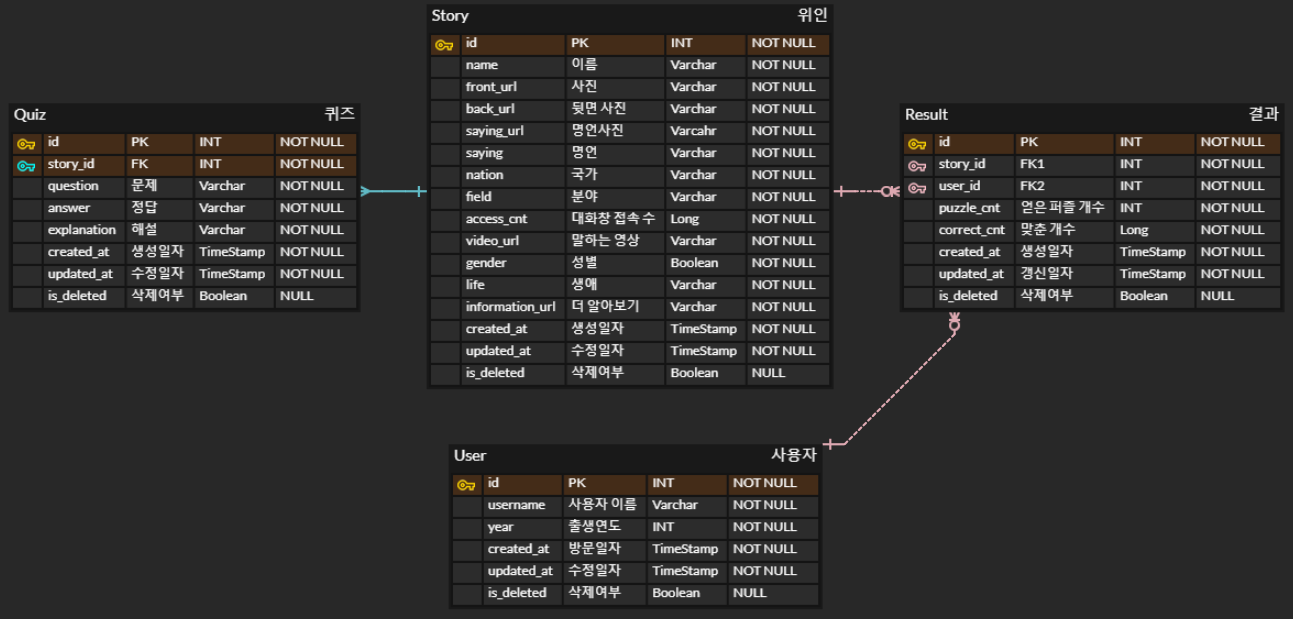 Story 위인
id PK INT NOT NULL
name 이름 Varchar NOT NULL
front_url 사진 Varchar NOT NULL
back_url 뒷면 사진 Varchar NOT NULL
saying_url 명언사진 Varcahr NOT NULL
saying 명언 Varchar NOT NULL
nation 국가 Varchar NOT NULL
field 분야 Varchar NOT NULL
access_cnt 대화창 접속 수 Long NOT NULL
video_url 말하는 영상 Varchar NOT NULL
gender 성별 Boolean NOT NULL
life 생애 Varchar NOT NULL
information_url 더 알아보기 Varchar NOT NULL
created_at 생성일자 TimeStamp NOT NULL
updated_at 수정일자 TimeStamp NOT NULL
is_deleted 삭제여부 Boolean NULL
Quiz 퀴즈
id PK INT NOT NULL
story_id FK INT NOT NULL
question 문제 Varchar NOT NULL
answer 정답 Varchar NOT NULL
explanation 해설 Varchar NOT NULL
created_at 생성일자 TimeStamp NOT NULL
updated_at 수정일자 TimeStamp NOT NULL
is_deleted 삭제여부 Boolean NULL
Result 결과
id PK INT NOT NULL
story_id FK1 INT NOT NULL
user_id FK2 INT NOT NULL
puzzle_cnt 얻은 퍼즐 개수 INT NOT NULL
correct_cnt 맞춘 개수 Long NOT NULL
created_at 생성일자 TimeStamp NOT NULL
updated_at 갱신일자 TimeStamp NOT NULL
is_deleted 삭제여부 Boolean NULL
User 사용자
id PK INT NOT NULL
username 사용자 이름 Varchar NOT NULL
year 출생연도 INT NOT NULL
created_at 방문일자 TimeStamp NOT NULL
updated_at 수정일자 TimeStamp NOT NULL
is_deleted 삭제여부 Boolean NULL